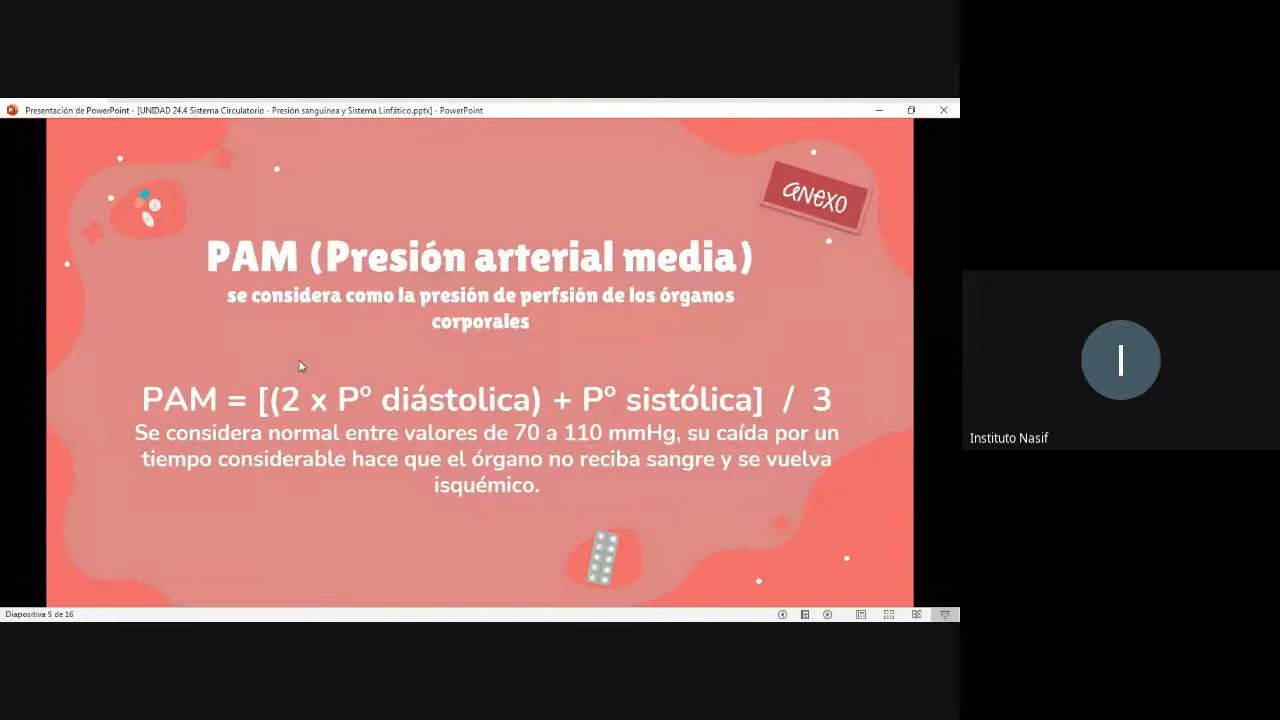 Presentación de PowerPoint - [UNIDAD 24.4 Sistema Circulatorio - Presión sanguínea y Sistema Linfático.pptx] - PowerPoint
anexo
PAM (Presión arterial media)
se considera como la presión de perfsión de los órganos
corporales
PAM = [(2 x Pº diástolica) + Pº sistólica] / 3
Se considera normal entre valores de 70 a 110 mmHg, su caída por un
tiempo considerable hace que el órgano no reciba sangre y se vuelva
isquémico.
I
Instituto Nasif
Diapositiva 5 de 16